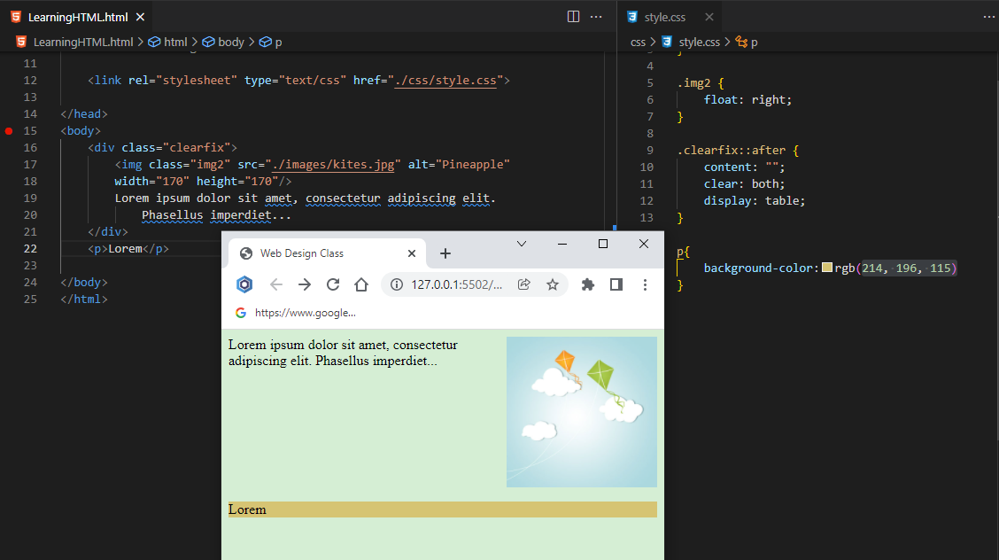 LearningHTML.html
LearningHTML.html > html > body > p
11
12 <link rel="stylesheet" type="text/css" href="./css/style.css">
13
14 </head>
15 <body>
16 <div class="clearfix">
17 <img class="img2" src="./images/kites.jpg" alt="Pineapple"
18 width="170" height="170"/>
19 Lorem ipsum dolor sit amet, consectetur adipiscing elit.
20 Phasellus imperdiet...
21 </div>
22 <p>Lorem</p>
23
24 </body>
25 </html>
style.css
css > style.css > p
4
5 .img2 {
6 float: right;
7 }
8
9 .clearfix::after {
10 content: "";
11 clear: both;
12 display: table;
13 }
p{
background-color: rgb(214, 196, 115)
}
Web Design Class
127.0.0.1:5502/...
G https://www.google...
Lorem ipsum dolor sit amet, consectetur
adipiscing elit. Phasellus imperdiet...
Lorem